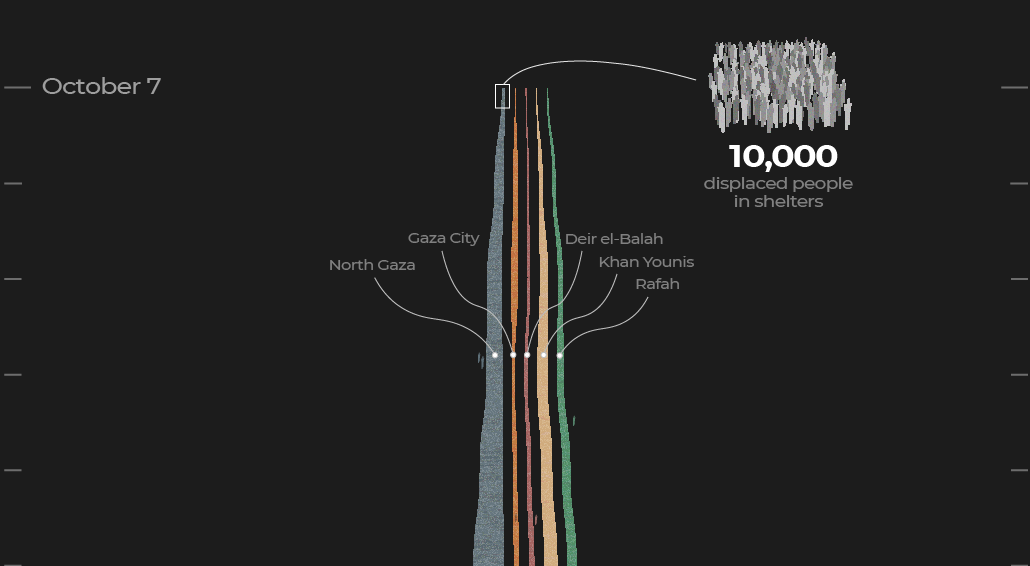 October 7
10,000
displaced people
in shelters
Gaza City
Deir el-Balah
North Gaza
Khan Younis
Rafah